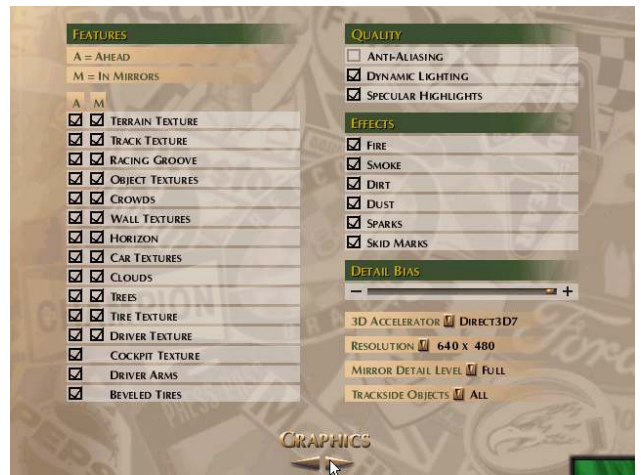 FEATURES
A = AHEAD
M = IN MIRRORS
A M
TERRAIN TEXTURE
TRACK TEXTURE
RACING GROOVE
OBJECT TEXTURES
CROWDS
WALL TEXTURES
HORIZON
CAR TEXTURES
CLOUDS
TREES
TIRE TEXTURE
DRIVER TEXTURE
COCKPIT TEXTURE
DRIVER ARMS
BEVELED TIRES
QUALITY
ANTI-ALIASING
DYNAMIC LIGHTING
SPECULAR HIGHLIGHTS
EFFECTS
FIRE
SMOKE
DIRT
DUST
SPARKS
SKID MARKS
DETAIL BIAS
− +
3D ACCELERATOR DIRECT3D7
RESOLUTION 640 X 480
MIRROR DETAIL LEVEL FULL
TRACKSIDE OBJECTS ALL
GRAPHICS